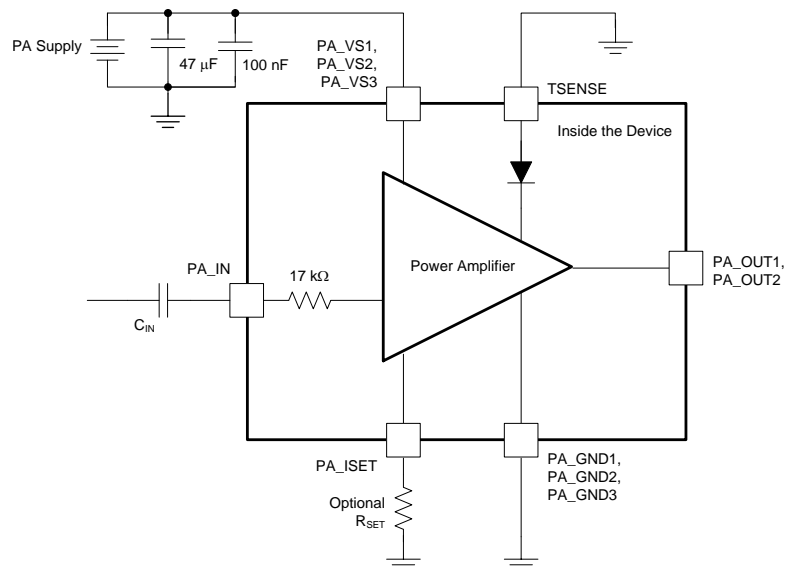 PA Supply
47 μF
100 nF
PA_VS1,
PA_VS2,
PA_VS3
TSENSE
Inside the Device
PA_IN
17 kΩ
Power Amplifier
PA_OUT1,
PA_OUT2
CIN
PA_ISET
PA_GND1,
PA_GND2,
PA_GND3
Optional
RSET